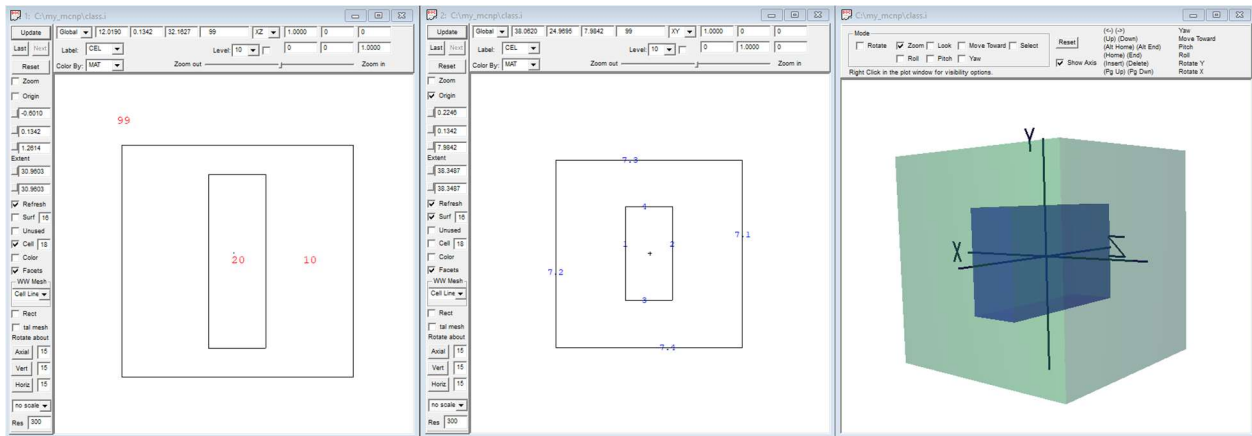 1: C:\my_mcnp\class.i
Update Global 12.0190 0.1342 32.1627 99 XZ 1.0000 0 0
Last Next Label: CEL Level: 10 0 0 1.0000
Reset Color By: MAT Zoom out Zoom in
Zoom
Origin
-0.6010
0.1342
1.2614
Extent
30.9603
30.9603
Refresh
Surf 16
Unused
Cell 18
Color
Facets
WW Mesh
Cell Line
Rect
tal mesh
Rotate about
Axial 15
Vert 15
Horiz 15
no scale
Res 300
99
20
10
2: C:\my_mcnp\class.i
Update Global 38.0620 24.9695 7.9842 99 XY 1.0000 0 0
Last Next Label: CEL Level: 10 0 1.0000 0
Reset Color By: MAT Zoom out Zoom in
Zoom
Origin
0.2246
0.1342
7.9842
Extent
38.3487
38.3487
Refresh
Surf 16
Unused
Cell 18
Color
Facets
WW Mesh
Cell Line
Rect
tal mesh
Rotate about
Axial 15
Vert 15
Horiz 15
no scale
Res 300
7.3
4
7.1
1
2
7.2
3
7.4
C:\my_mcnp\class.i
Mode
Rotate Zoom Look Move Toward Select
Roll Pitch Yaw
Right Click in the plot window for visibility options.
Reset
Show Axis
(<-) (->) Yaw
(Up) (Down) Move Toward
(Alt Home) (Alt End) Pitch
(Home) (End) Roll
(Insert) (Delete) Rotate Y
(Pg Up) (Pg Dwn) Rotate X
Y
X
Z